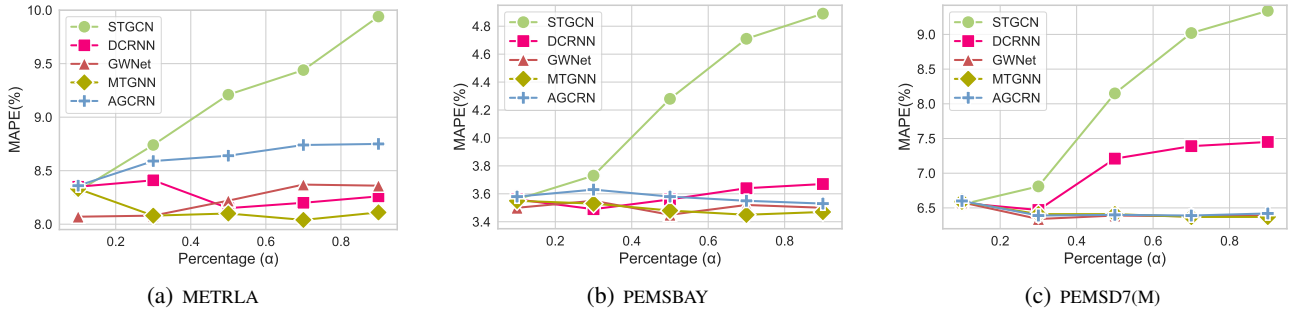 10.0
9.5
9.0
8.5
8.0
MAPE(%)
STGCN
DCRNN
GWNet
MTGNN
AGCRN
0.2 0.4 0.6 0.8
Percentage (α)
(a) METRLA
4.8
4.6
4.4
4.2
4.0
3.8
3.6
3.4
MAPE(%)
STGCN
DCRNN
GWNet
MTGNN
AGCRN
0.2 0.4 0.6 0.8
Percentage (α)
(b) PEMSBAY
9.0
8.5
8.0
7.5
7.0
6.5
MAPE(%)
STGCN
DCRNN
GWNet
MTGNN
AGCRN
0.2 0.4 0.6 0.8
Percentage (α)
(c) PEMSD7(M)